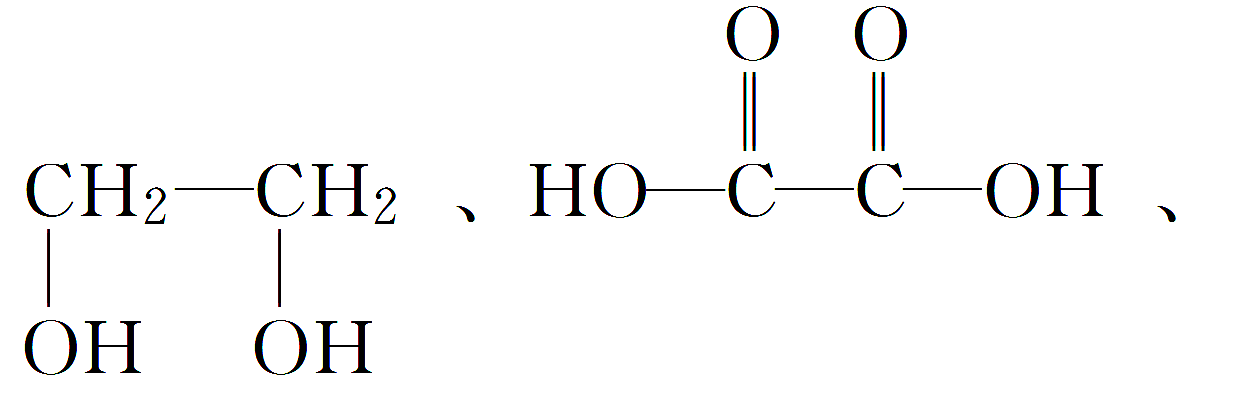 O O
CH₂—CH₂ 、HO—C—C—OH 、
OH OH